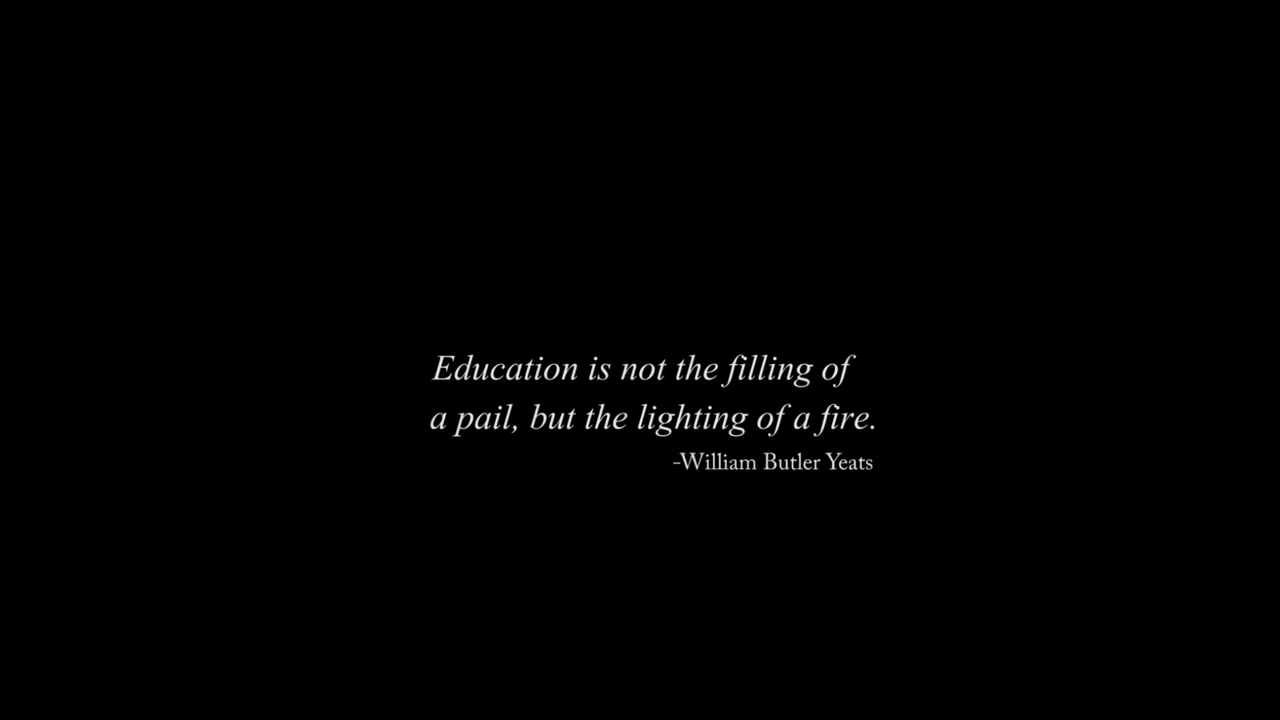 Education is not the filling of
a pail, but the lighting of a fire.
-William Butler Yeats